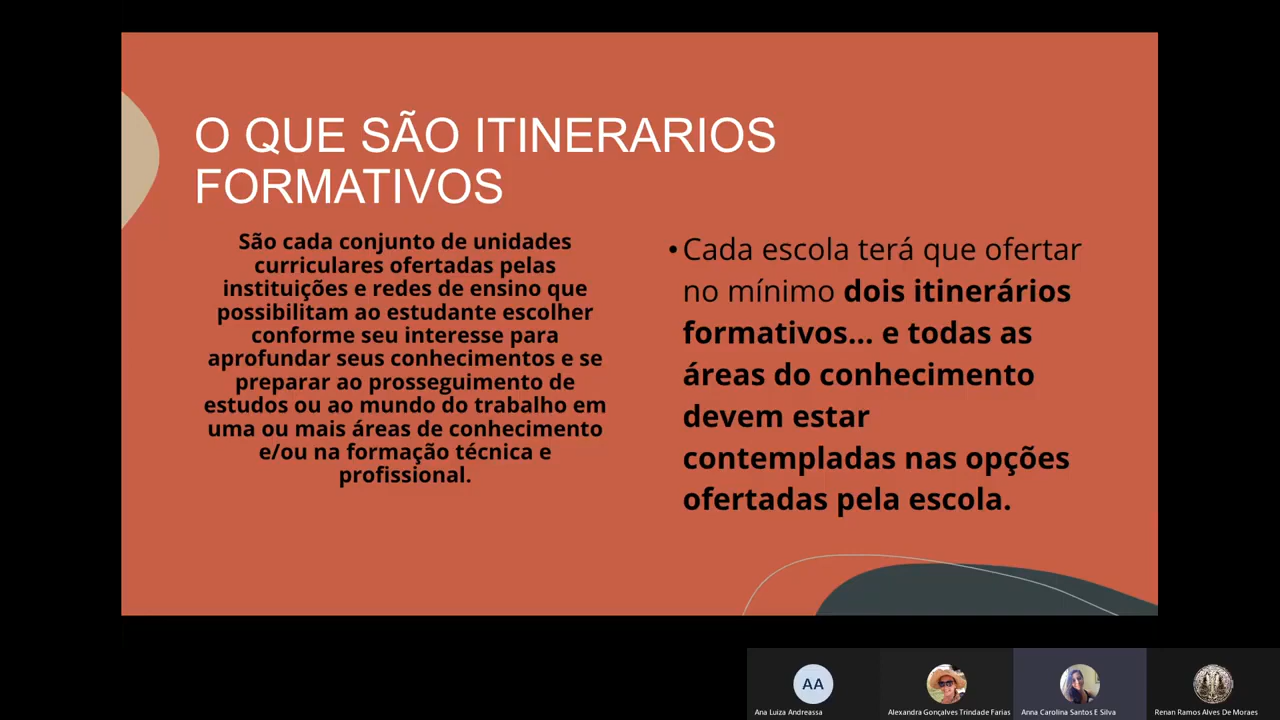 O QUE SÃO ITINERARIOS
FORMATIVOS
São cada conjunto de unidades
curriculares ofertadas pelas
instituições e redes de ensino que
possibilitam ao estudante escolher
conforme seu interesse para
aprofundar seus conhecimentos e se
preparar ao prosseguimento de
estudos ou ao mundo do trabalho em
uma ou mais áreas de conhecimento
e/ou na formação técnica e
profissional.
•Cada escola terá que ofertar
no mínimo dois itinerários
formativos... e todas as
áreas do conhecimento
devem estar
contempladas nas opções
ofertadas pela escola.
AA
Ana Luiza Andreassa
Alexandra Gonçalves Trindade Farias
Anna Carolina Santos E Silva
Renan Ramos Alves De Moraes